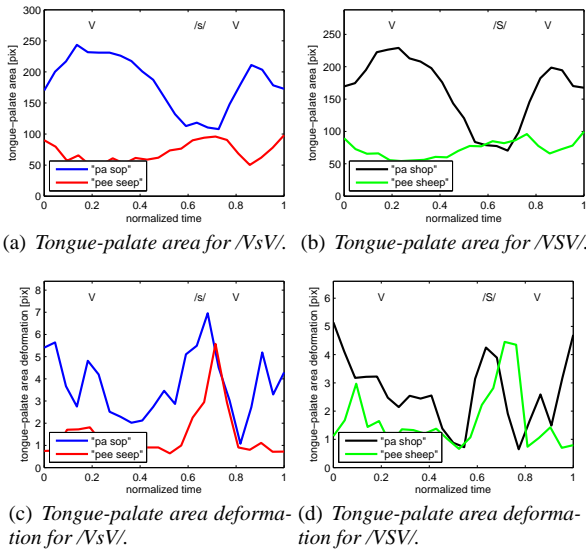 V /s/ V
tongue−palate area [pix]
300
250
200
150
100
50
0
"pa sop"
"pee seep"
0 0.2 0.4 0.6 0.8 1
normalized time
V /S/ V
tongue−palate area [pix]
250
200
150
100
50
0
"pa shop"
"pee sheep"
0 0.2 0.4 0.6 0.8 1
normalized time
(a) Tongue-palate area for /VsV/.
(b) Tongue-palate area for /VSV/.
V /s/ V
tongue−palate area deformation [pix]
8
7
6
5
4
3
2
1
0
"pa sop"
"pee seep"
0 0.2 0.4 0.6 0.8 1
normalized time
V /S/ V
tongue−palate area deformation [pix]
6
5
4
3
2
1
0
"pa shop"
"pee sheep"
0 0.2 0.4 0.6 0.8 1
normalized time
(c) Tongue-palate area deforma-
tion for /VsV/.
(d) Tongue-palate area deforma-
tion for /VSV/.